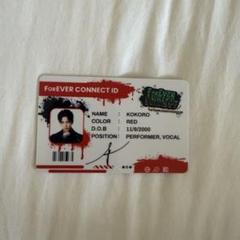 FOREVER CONNECT ID
NAME : KOKORO
COLOR : RED
D.O.B : 11/8/2000
POSITION : PERFORMER, VOCAL